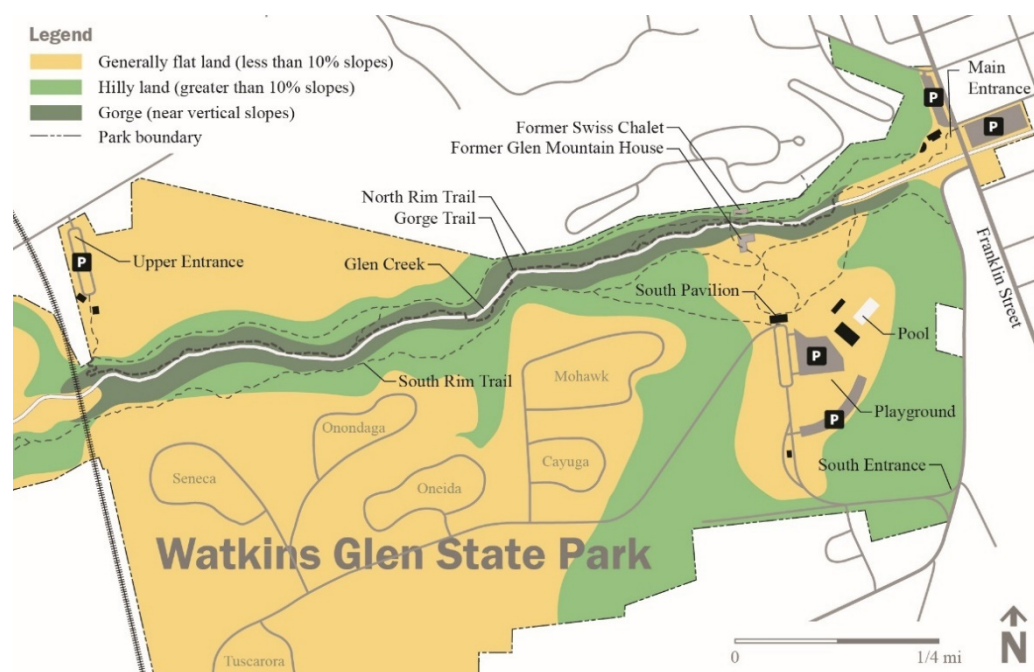 Legend
Generally flat land (less than 10% slopes)
Hilly land (greater than 10% slopes)
Gorge (near vertical slopes)
Park boundary
Main
Entrance
P
P
Former Swiss Chalet
Former Glen Mountain House
North Rim Trail
Gorge Trail
Glen Creek
P
Upper Entrance
Franklin Street
South Pavilion
Pool
P
Playground
P
South Rim Trail
Mohawk
Onondaga
Cayuga
Seneca
Oneida
South Entrance
Watkins Glen State Park
Tuscarora
N
0 1/4 mi